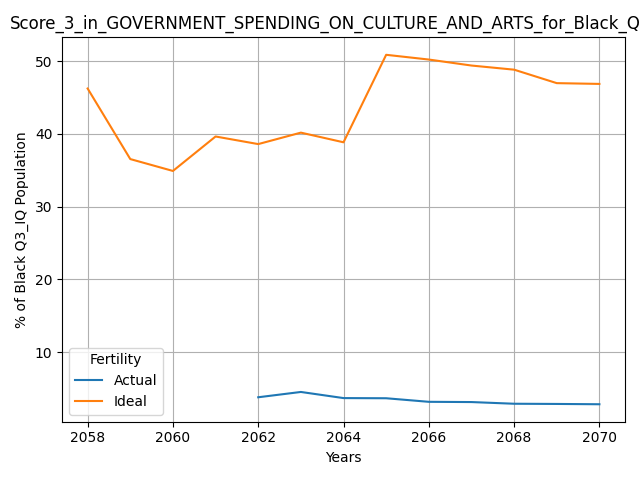 Score_3_in_GOVERNMENT_SPENDING_ON_CULTURE_AND_ARTS_for_Black_Q
% of Black Q3_IQ Population
50
40
30
20
10
Fertility
Actual
Ideal
2058 2060 2062 2064 2066 2068 2070
Years